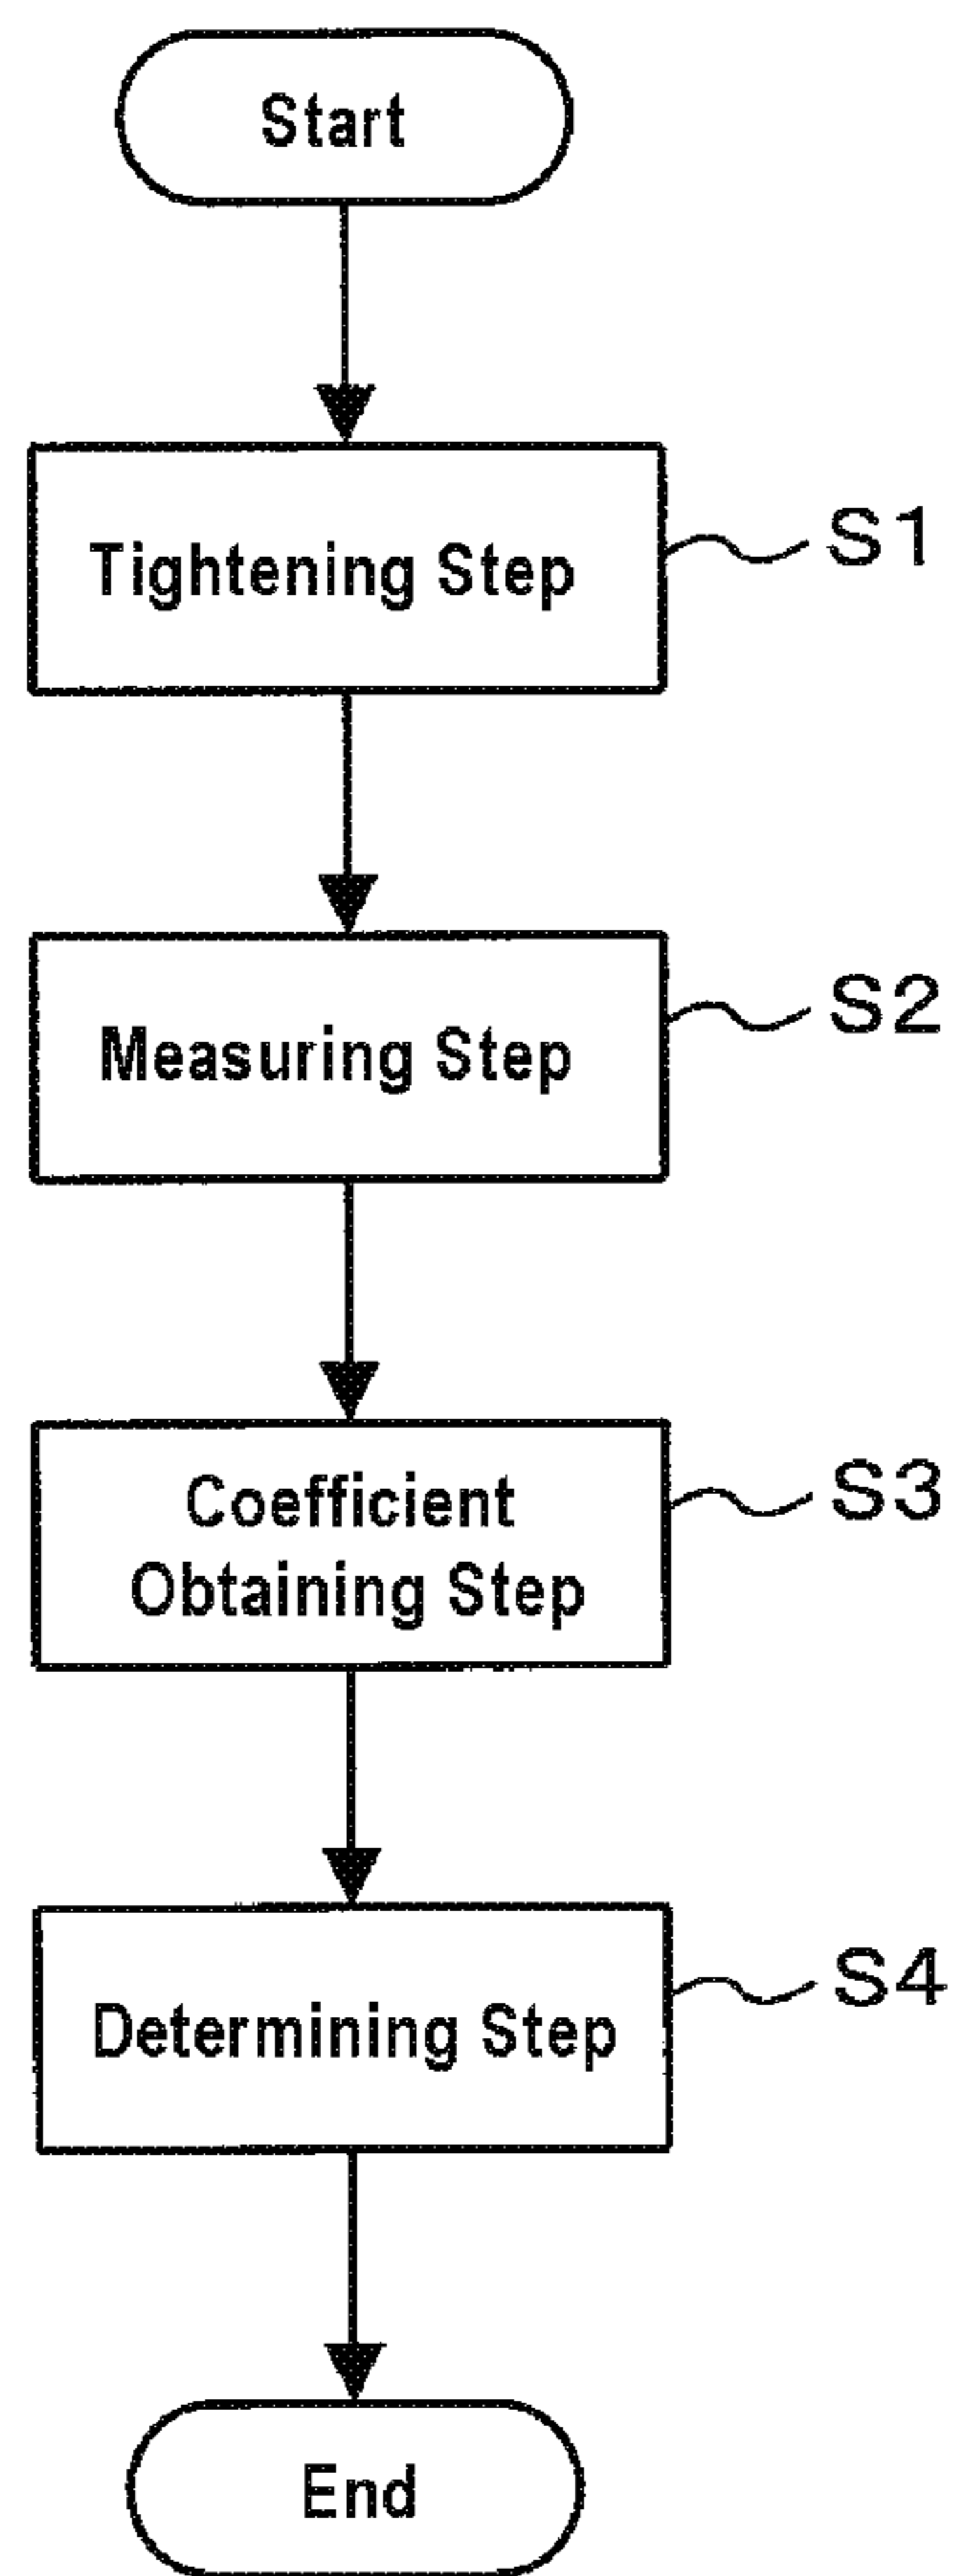 Start
Tightening Step
S1
Measuring Step
S2
Coefficient
Obtaining Step
S3
Determining Step
S4
End